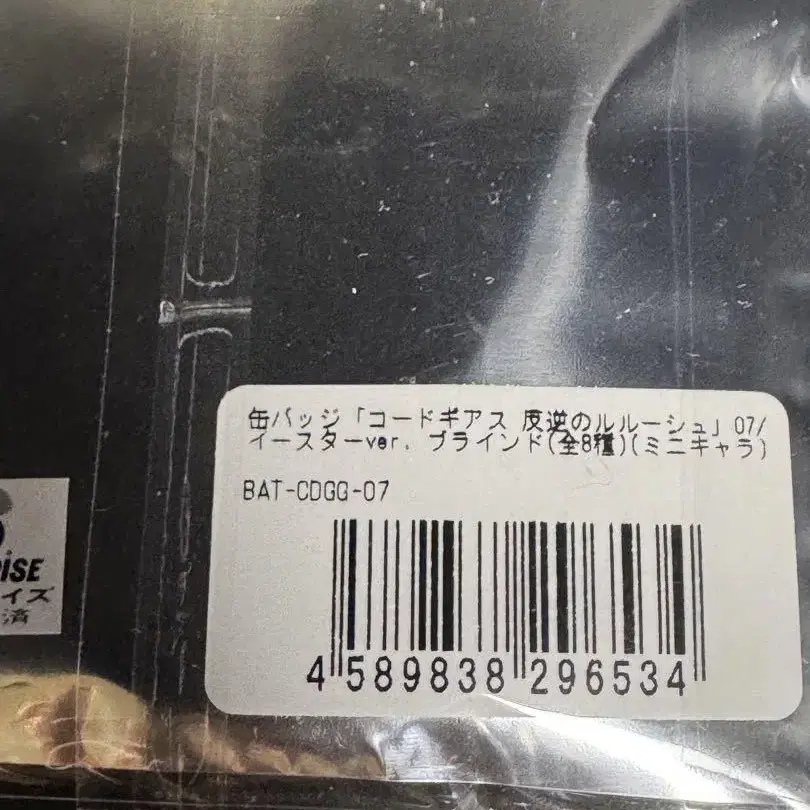 缶バッジ「コードギアス 反逆のルルーシュ」07/
イースターver. ブラインド(全8種)(ミニキャラ)
BAT-CDGG-07
4 589838 296534
ISE
イズ
済